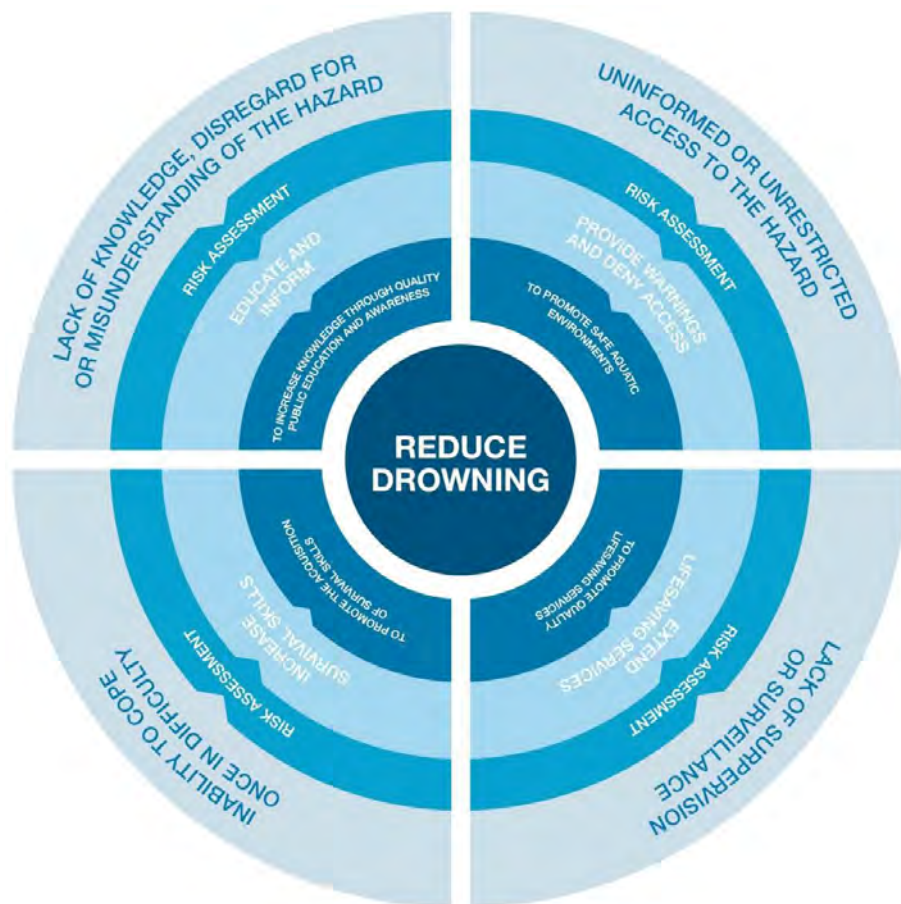 LACK OF KNOWLEDGE, DISREGARD FOR
OR MISUNDERSTANDING OF THE HAZARD
RISK ASSESSMENT
EDUCATE AND
INFORM
TO INCREASE KNOWLEDGE THROUGH QUALITY
PUBLIC EDUCATION AND AWARENESS
UNINFORMED OR UNRESTRICTED
ACCESS TO THE HAZARD
RISK ASSESSMENT
PROVIDE WARNINGS
AND DENY ACCESS
TO PROMOTE SAFE AQUATIC
ENVIRONMENTS
REDUCE
DROWNING
INABILITY TO COPE
ONCE IN DIFFICULTY
RISK ASSESSMENT
INCREASE
SURVIVAL SKILLS
TO PROMOTE THE ACQUISITION
OF SURVIVAL SKILLS
LACK OF SURPERVISION
OR SURVEILLANCE
RISK ASSESSMENT
EXTEND
LIFESAVING SERVICES
TO PROMOTE QUALITY
LIFESAVING SERVICES